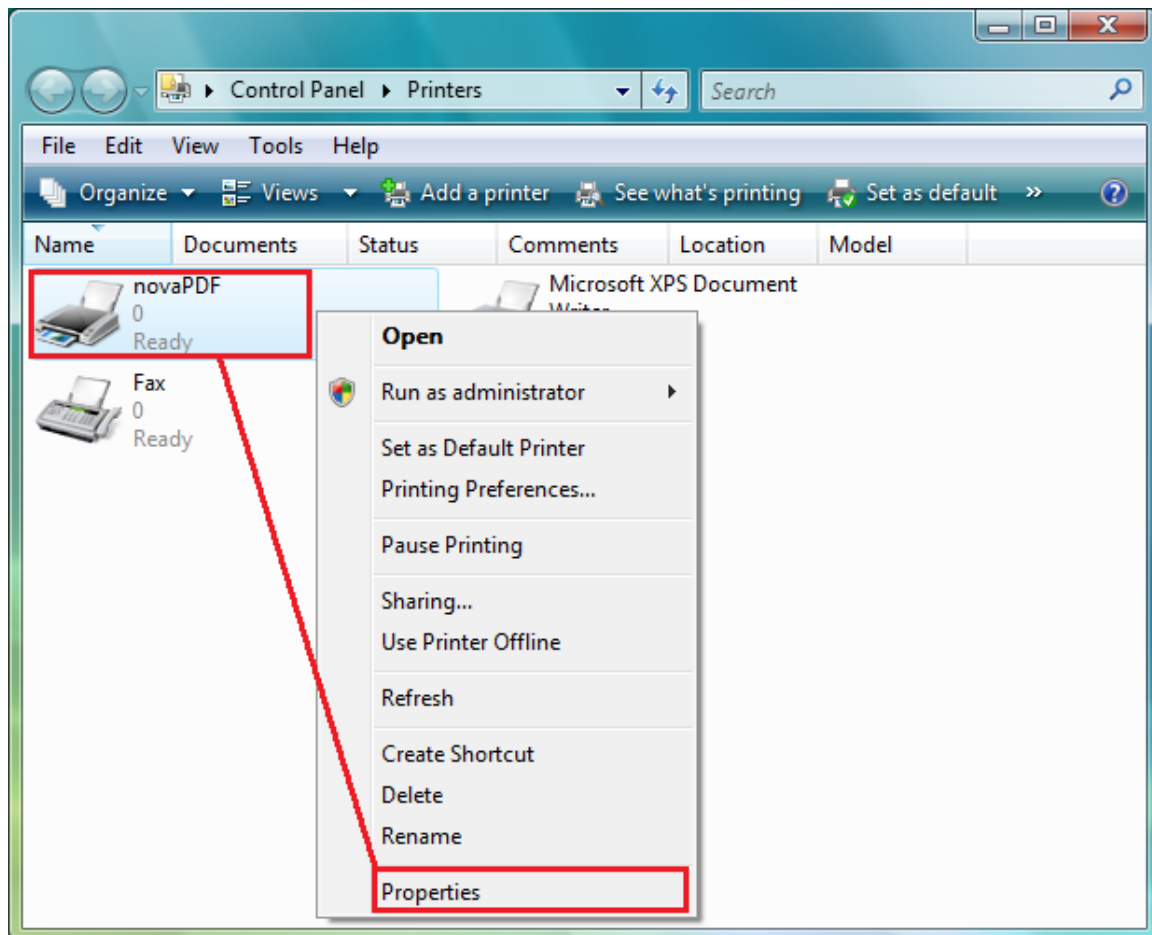 Control Panel Printers
Search
File Edit View Tools Help
Organize Views Add a printer See what's printing Set as default »
Name Documents Status Comments Location Model
novaPDF
0
Ready
Microsoft XPS Document
Writer
Fax
0
Ready
Open
Run as administrator
Set as Default Printer
Printing Preferences...
Pause Printing
Sharing...
Use Printer Offline
Refresh
Create Shortcut
Delete
Rename
Properties